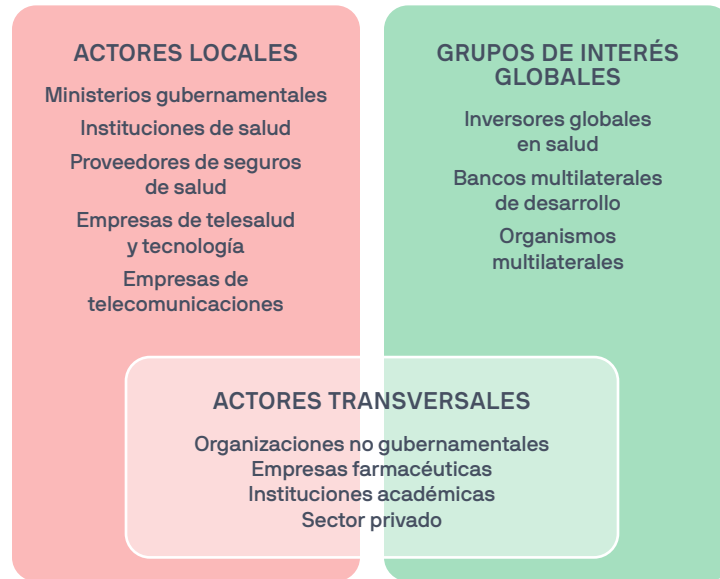 ACTORES LOCALES
Ministerios gubernamentales
Instituciones de salud
Proveedores de seguros
de salud
Empresas de telesalud
y tecnología
Empresas de
telecomunicaciones
GRUPOS DE INTERÉS
GLOBALES
Inversores globales
en salud
Bancos multilaterales
de desarrollo
Organismos
multilaterales
ACTORES TRANSVERSALES
Organizaciones no gubernamentales
Empresas farmacéuticas
Instituciones académicas
Sector privado